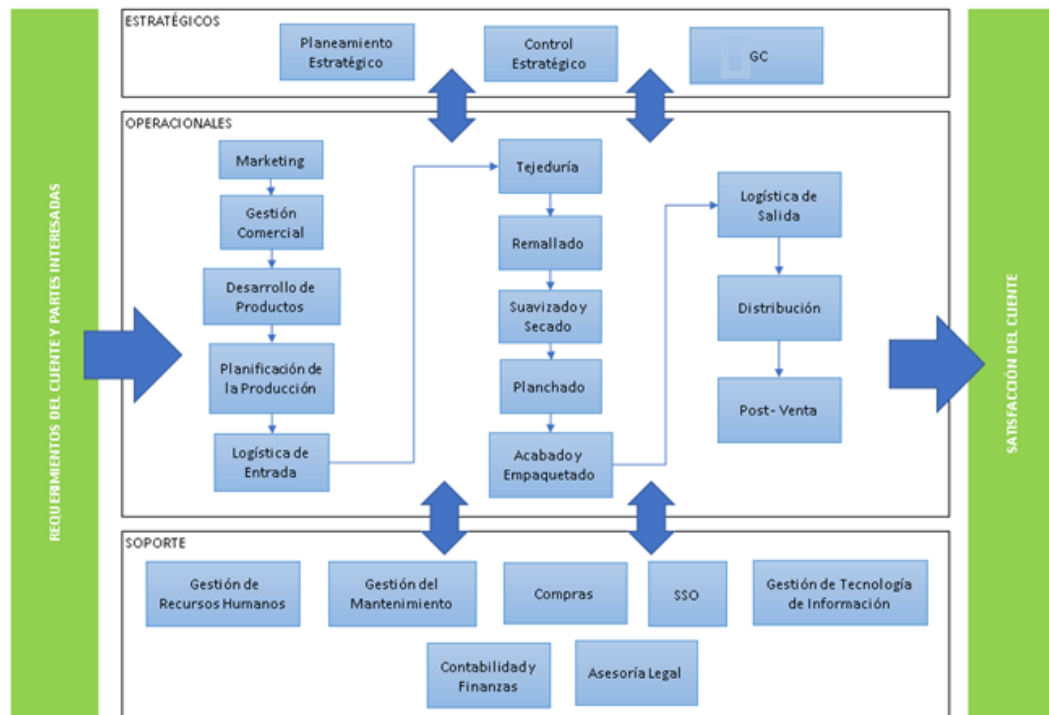 ESTRATÉGICOS
Planeamiento
Estratégico
Control
Estratégico
GC
OPERACIONALES
Marketing
Gestión
Comercial
Desarrollo de
Productos
Planificación de
la Producción
Logística de
Entrada
Tejeduría
Remallado
Suavizado y
Secado
Planchado
Acabado y
Empaquetado
Logística de
Salida
Distribución
Post- Venta
SOPORTE
Gestión de
Recursos Humanos
Gestión del
Mantenimiento
Compras
SSO
Gestión de Tecnología
de Información
Contabilidad y
Finanzas
Asesoría Legal
REQUERIMIENTOS DEL CLIENTE Y PARTES INTERESADAS
SATISFACCIÓN DEL CLIENTE